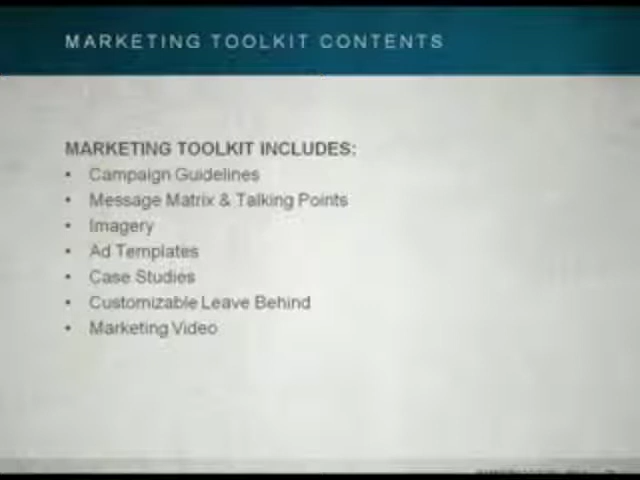 MARKETING TOOLKIT CONTENTS
MARKETING TOOLKIT INCLUDES:
• Campaign Guidelines
• Message Matrix & Talking Points
• Imagery
• Ad Templates
• Case Studies
• Customizable Leave Behind
• Marketing Video